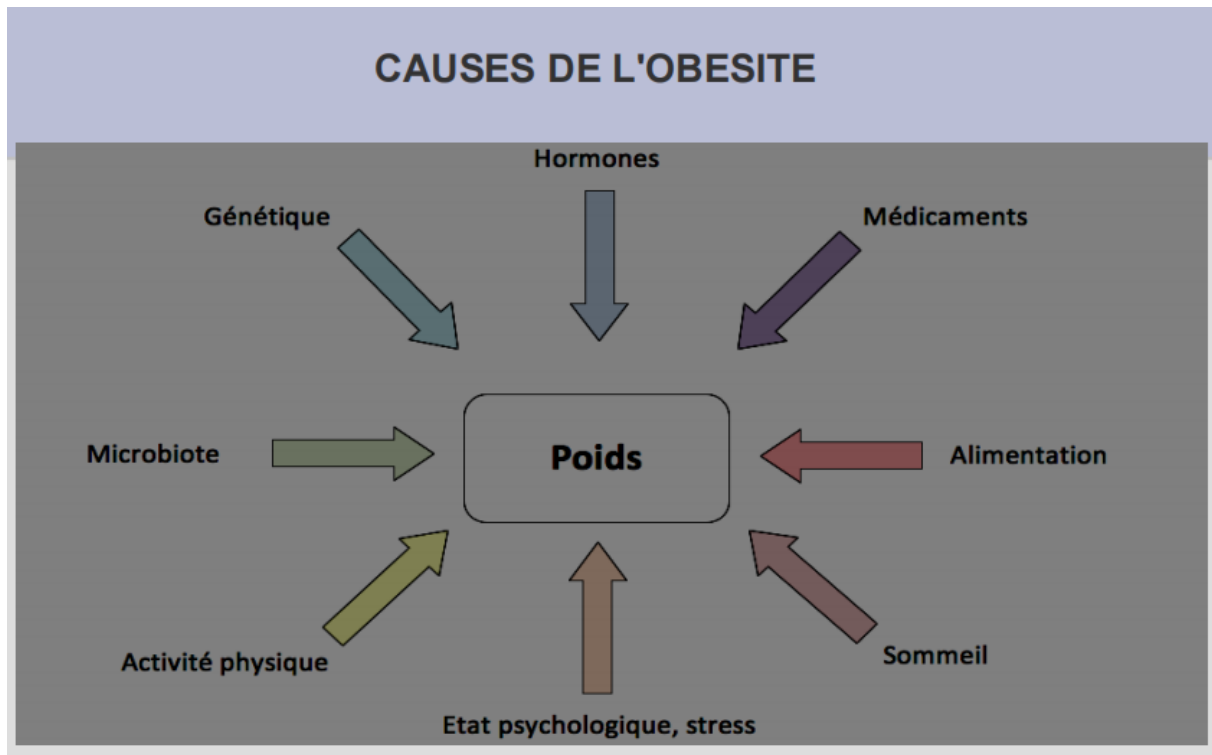 CAUSES DE L'OBESITE
Hormones
Génétique
Médicaments
Microbiote
Poids
Alimentation
Activité physique
Sommeil
Etat psychologique, stress